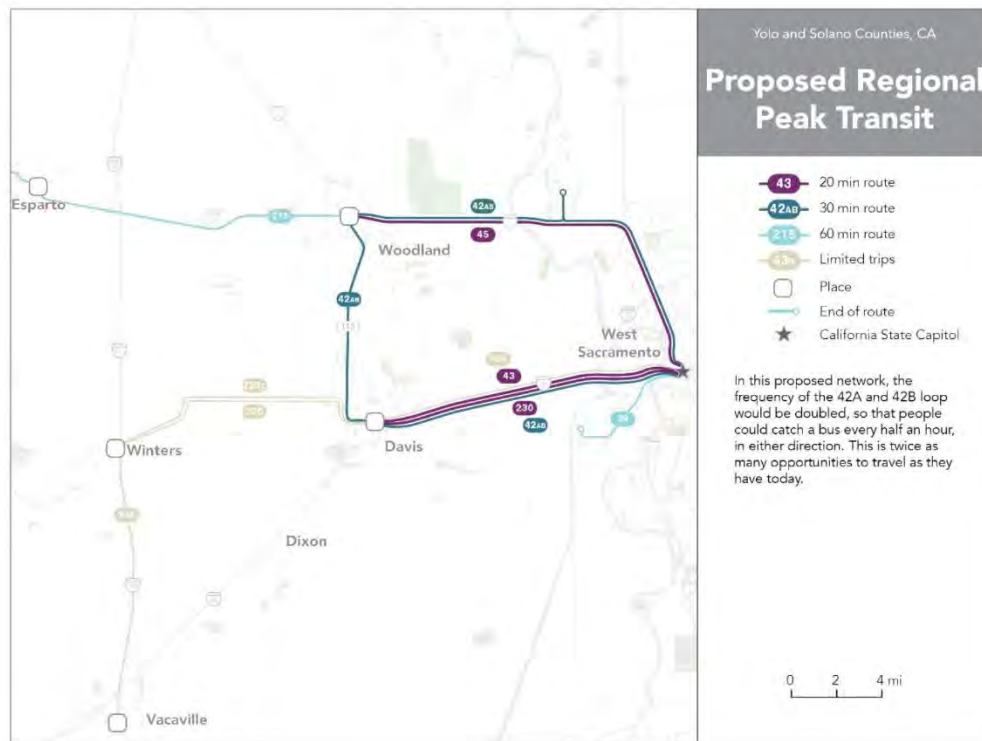 Yolo and Solano Counties, CA
Proposed Regional
Peak Transit
43 20 min route
42AB 30 min route
215 60 min route
Limited trips
Place
End of route
California State Capitol
In this proposed network, the
frequency of the 42A and 42B loop
would be doubled, so that people
could catch a bus every half an hour,
in either direction. This is twice as
many opportunities to travel as they
have today.
0 2 4 mi
Esparto
42AB
45
Woodland
42AB
West
Sacramento
43
230
42AB
39
Davis
Winters
Dixon
Vacaville